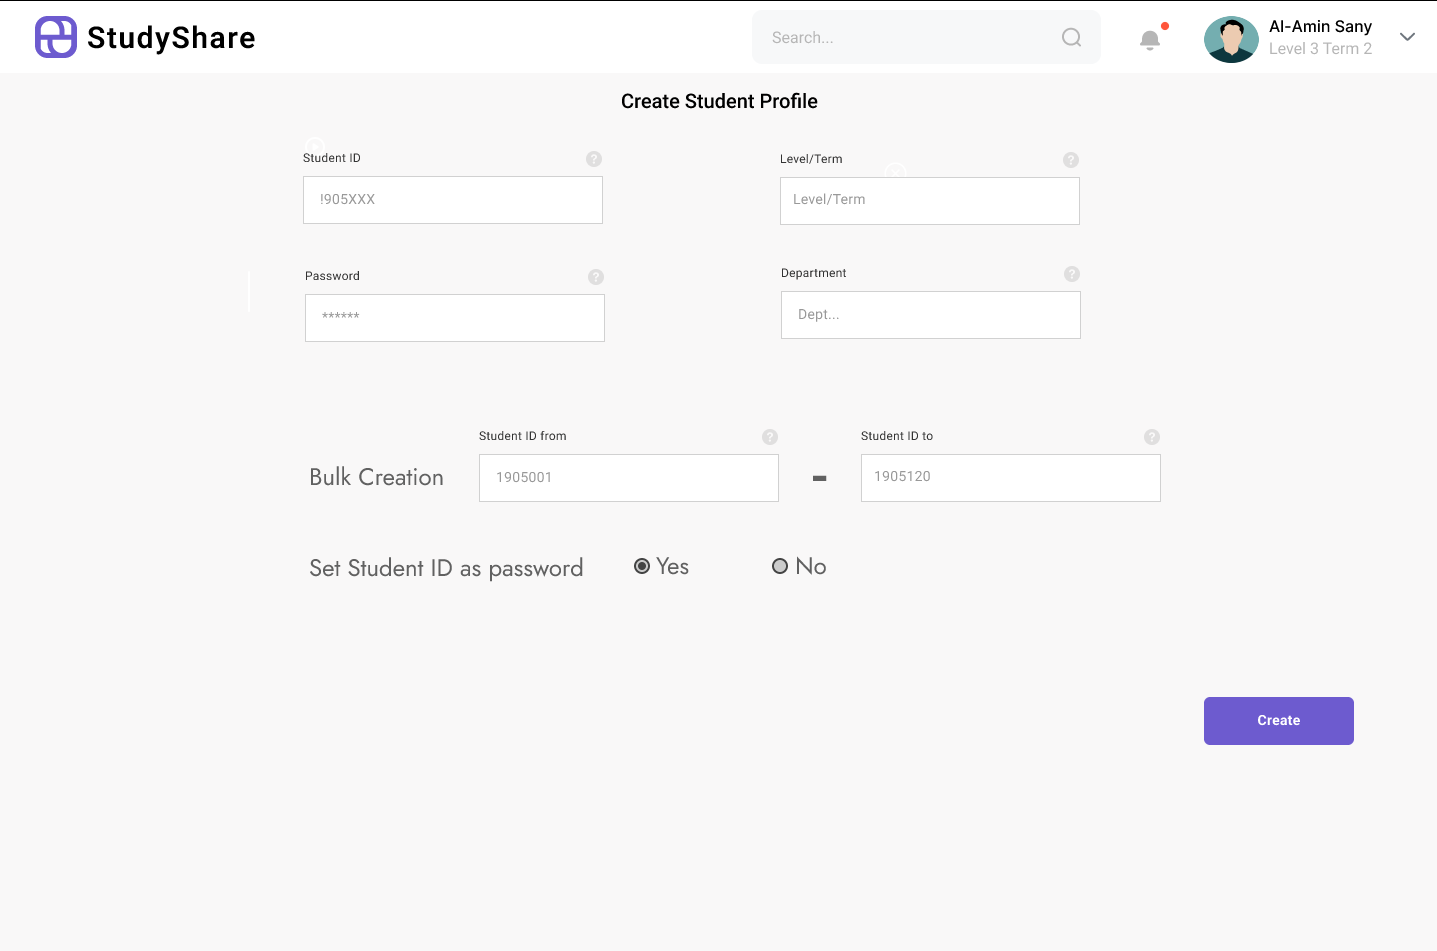 StudyShare
Search...
Al-Amin Sany
Level 3 Term 2
Create Student Profile
Student ID
?
Level/Term
?
!905XXX
Level/Term
Password
?
Department
?
******
Dept...
Student ID from
?
Student ID to
?
Bulk Creation
1905001
-
1905120
Set Student ID as password
Yes
No
Create